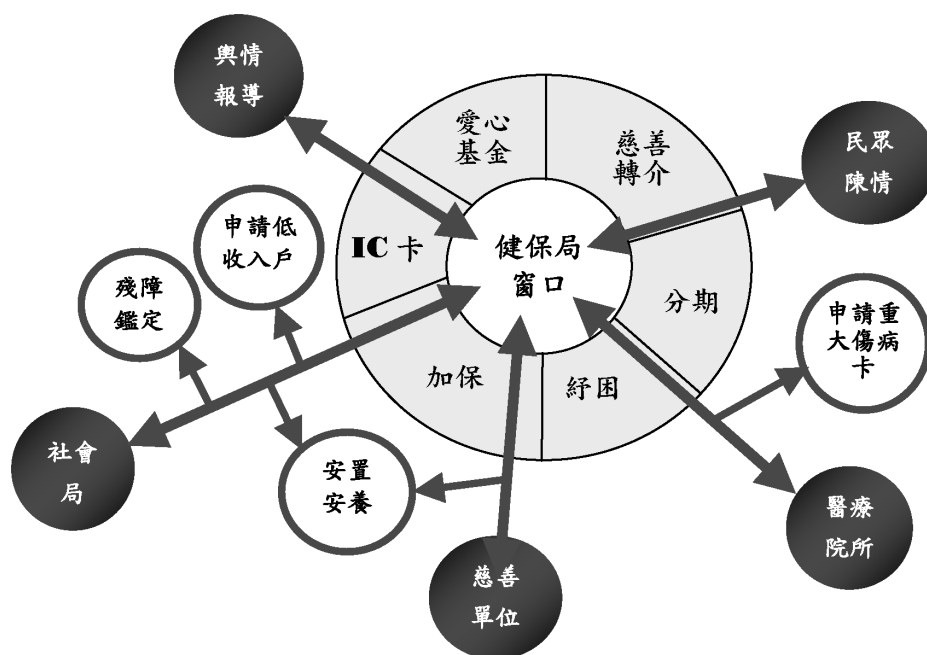 輿情
報導
愛心
基金
慈善
轉介
民眾
陳情
申請低
收入戶
IC 卡
健保局
窗口
殘障
鑑定
分期
申請重
大傷病
卡
加保
紓困
社會
局
安置
安養
醫療
院所
慈善
單位